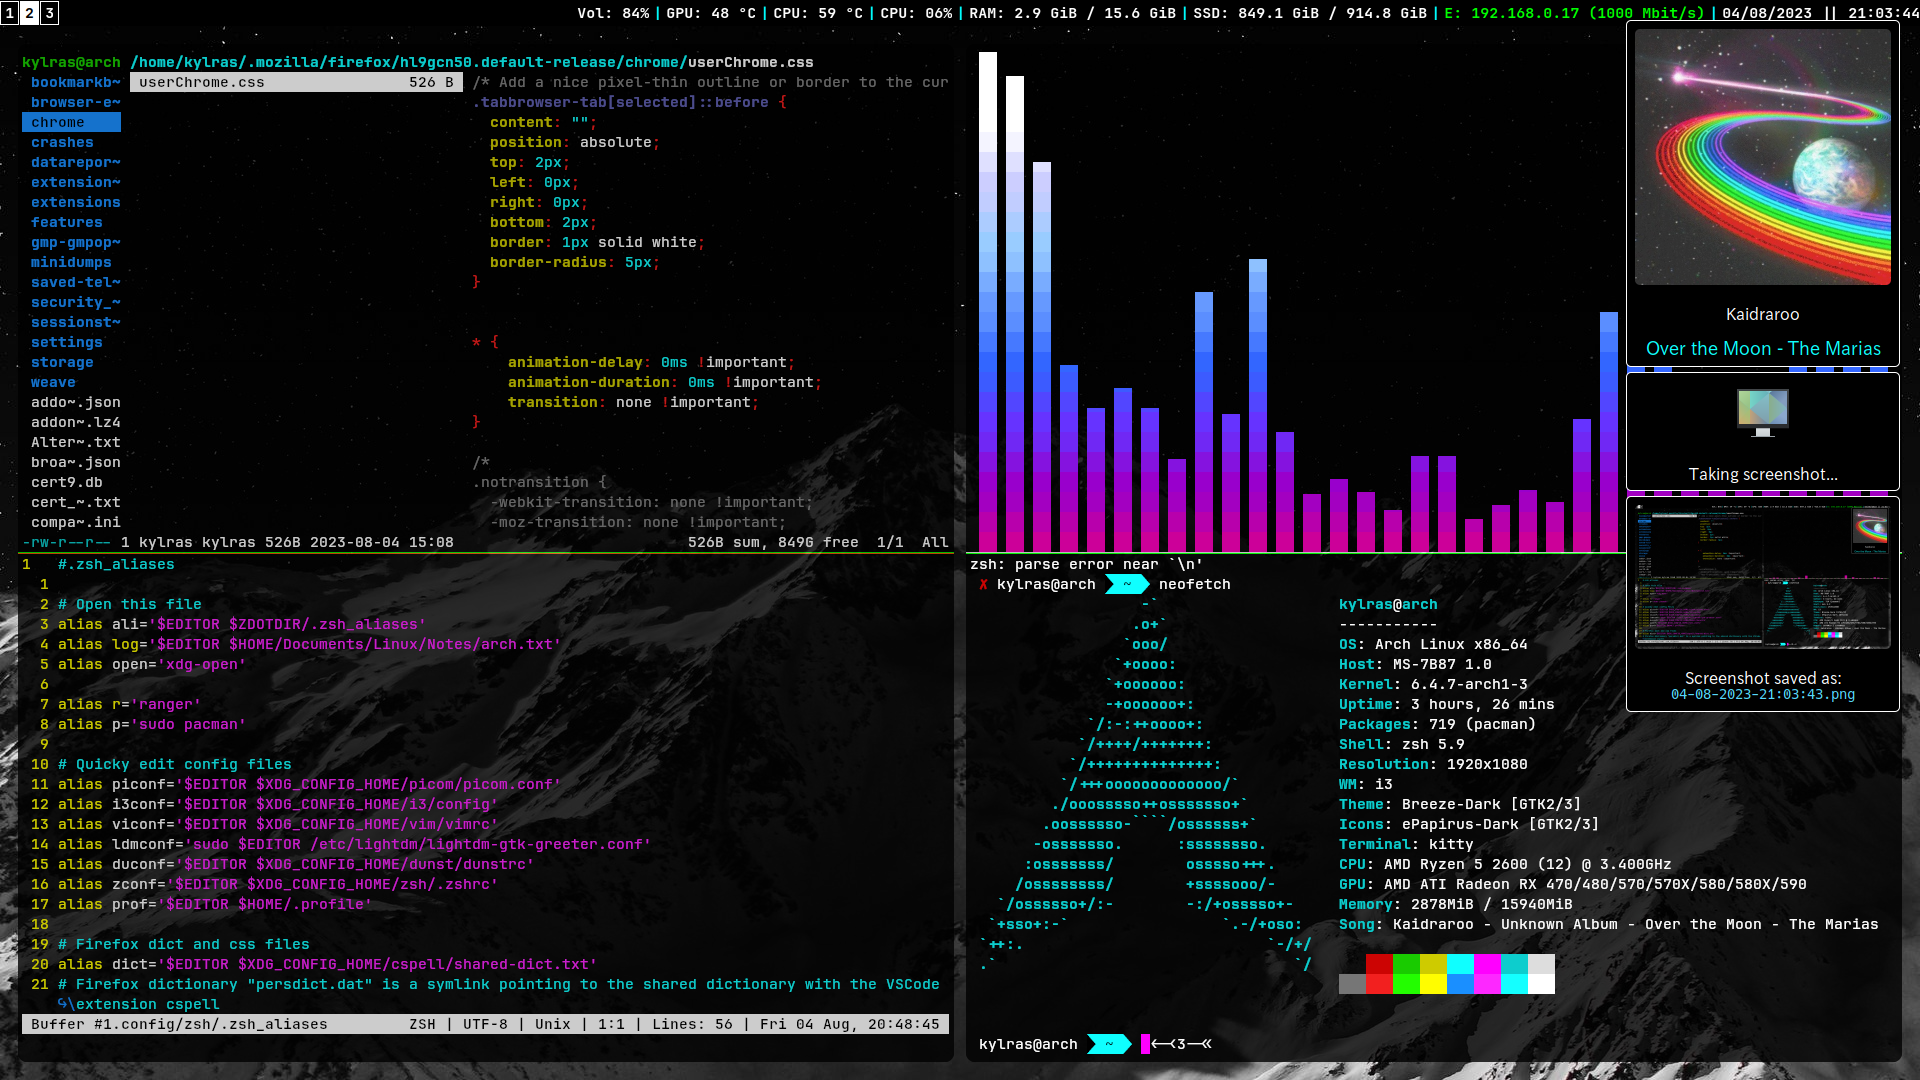 1 2 3
Vol: 84% | GPU: 48 °C | CPU: 59 °C | CPU: 06% | RAM: 2.9 GiB / 15.6 GiB | SSD: 849.1 GiB / 914.8 GiB | E: 192.168.0.17 (1000 Mbit/s) | 04/08/2023 || 21:03:44
kylras@arch /home/kylras/.mozilla/firefox/hl9gcn50.default-release/chrome/userChrome.css
bookmarkb~
browser-e~
chrome
crashes
datarepor~
extension~
extensions
features
gmp-gmpop~
minidumps
saved-tel~
security_~
sessionst~
settings
storage
weave
addo~.json
addon~.lz4
Alter~.txt
broa~.json
cert9.db
cert_~.txt
compa~.ini
userChrome.css 526 B
/* Add a nice pixel-thin outline or border to the cur
.tabbrowser-tab[selected]::before {
content: "";
position: absolute;
top: 2px;
left: 0px;
right: 0px;
bottom: 2px;
border: 1px solid white;
border-radius: 5px;
}
* {
animation-delay: 0ms !important;
animation-duration: 0ms !important;
transition: none !important;
}
/*
.notransition {
-webkit-transition: none !important;
-moz-transition: none !important;
-rw-r--r-- 1 kylras kylras 526B 2023-08-04 15:08 526B sum, 849G free 1/1 All
1 #.zsh_aliases
1
2 # Open this file
3 alias ali='$EDITOR $ZDOTDIR/.zsh_aliases'
4 alias log='$EDITOR $HOME/Documents/Linux/Notes/arch.txt'
5 alias open='xdg-open'
6
7 alias r='ranger'
8 alias p='sudo pacman'
9
10 # Quicky edit config files
11 alias piconf='$EDITOR $XDG_CONFIG_HOME/picom/picom.conf'
12 alias i3conf='$EDITOR $XDG_CONFIG_HOME/i3/config'
13 alias viconf='$EDITOR $XDG_CONFIG_HOME/vim/vimrc'
14 alias ldmconf='sudo $EDITOR /etc/lightdm/lightdm-gtk-greeter.conf'
15 alias duconf='$EDITOR $XDG_CONFIG_HOME/dunst/dunstrc'
16 alias zconf='$EDITOR $XDG_CONFIG_HOME/zsh/.zshrc'
17 alias prof='$EDITOR $HOME/.profile'
18
19 # Firefox dict and css files
20 alias dict='$EDITOR $XDG_CONFIG_HOME/cspell/shared-dict.txt'
21 # Firefox dictionary "persdict.dat" is a symlink pointing to the shared dictionary with the VSCode
↪\extension cspell
Buffer #1.config/zsh/.zsh_aliases ZSH | UTF-8 | Unix | 1:1 | Lines: 56 | Fri 04 Aug, 20:48:45
zsh: parse error near `\n'
✗ kylras@arch ~ neofetch
kylras@arch
-----------
OS: Arch Linux x86_64
Host: MS-7B87 1.0
Kernel: 6.4.7-arch1-3
Uptime: 3 hours, 26 mins
Packages: 719 (pacman)
Shell: zsh 5.9
Resolution: 1920x1080
WM: i3
Theme: Breeze-Dark [GTK2/3]
Icons: ePapirus-Dark [GTK2/3]
Terminal: kitty
CPU: AMD Ryzen 5 2600 (12) @ 3.400GHz
GPU: AMD ATI Radeon RX 470/480/570/570X/580/580X/590
Memory: 2878MiB / 15940MiB
Song: Kaidraroo - Unknown Album - Over the Moon - The Marias
kylras@arch ~ <--<3--<<
Kaidraroo
Over the Moon - The Marias
Taking screenshot...
Screenshot saved as:
04-08-2023-21:03:43.png